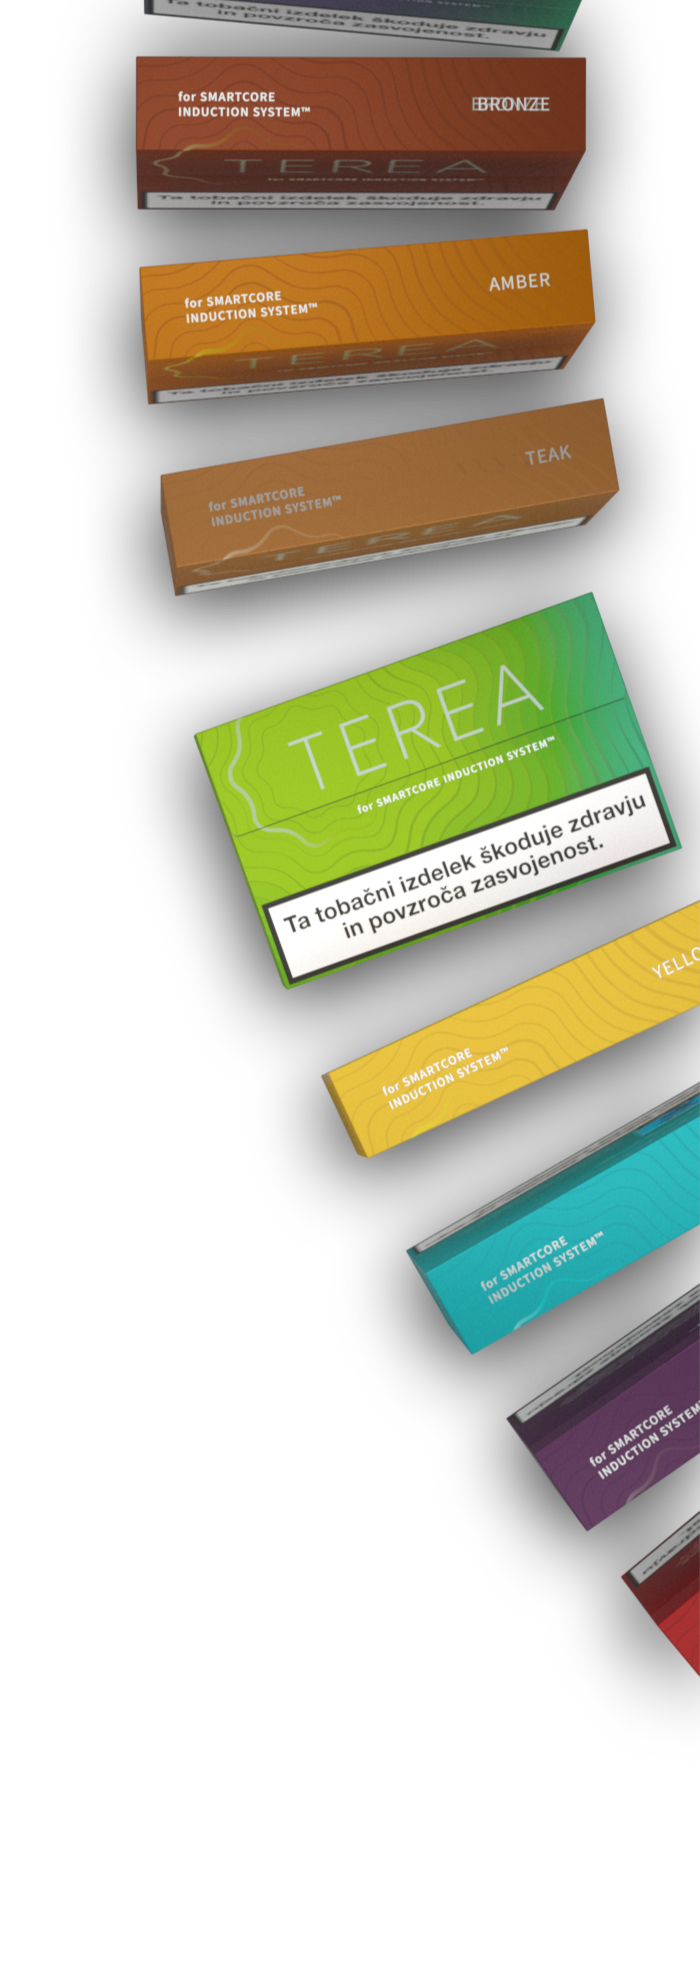 Ta tobačni izdelek škoduje zdravju
in povzroča zasvojenost.
for SMARTCORE
INDUCTION SYSTEM™
BRONZE
TEREA
for SMARTCORE INDUCTION SYSTEM™
Ta tobačni izdelek škoduje zdravju
in povzroča zasvojenost.
for SMARTCORE
INDUCTION SYSTEM™
AMBER
TEREA
Ta tobačni izdelek škoduje zdravju
in povzroča zasvojenost.
for SMARTCORE
INDUCTION SYSTEM™
TEAK
TEREA
TEREA
for SMARTCORE INDUCTION SYSTEM™
Ta tobačni izdelek škoduje zdravju
in povzroča zasvojenost.
YELLO
for SMARTCORE
INDUCTION SYSTEM™
for SMARTCORE
INDUCTION SYSTEM™
for SMARTCORE
INDUCTION SYSTEM